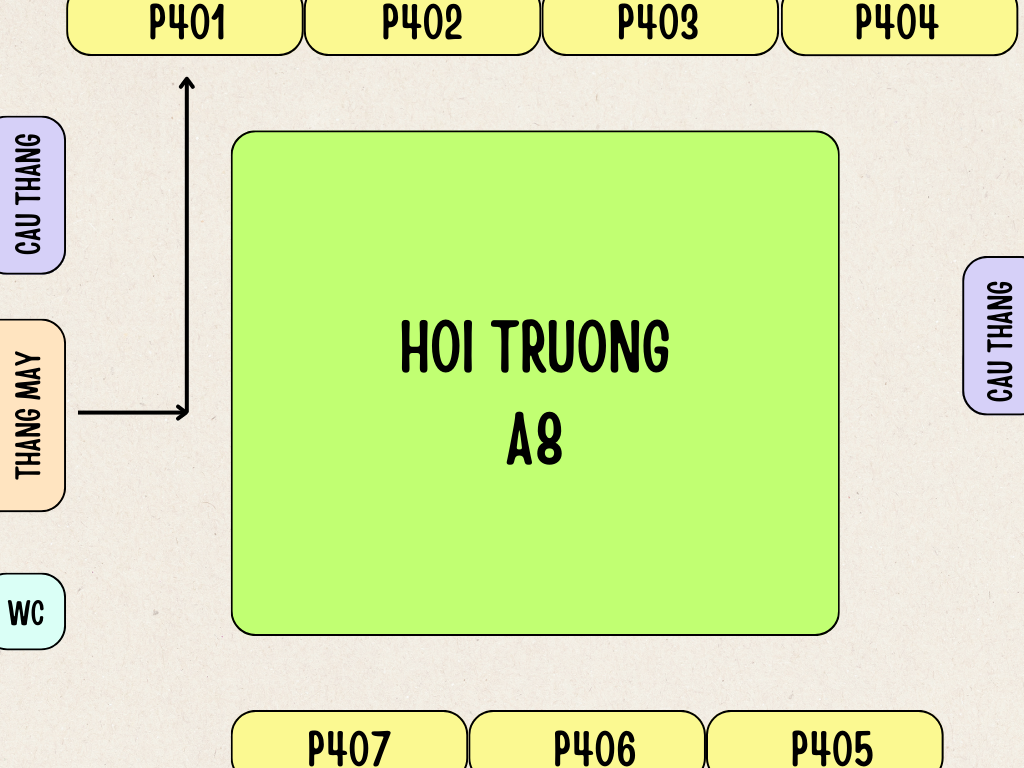 P401
P402
P403
P404
CAU THANG
HOI TRUONG
A8
CAU THANG
THANG MAY
WC
P407
P406
P405